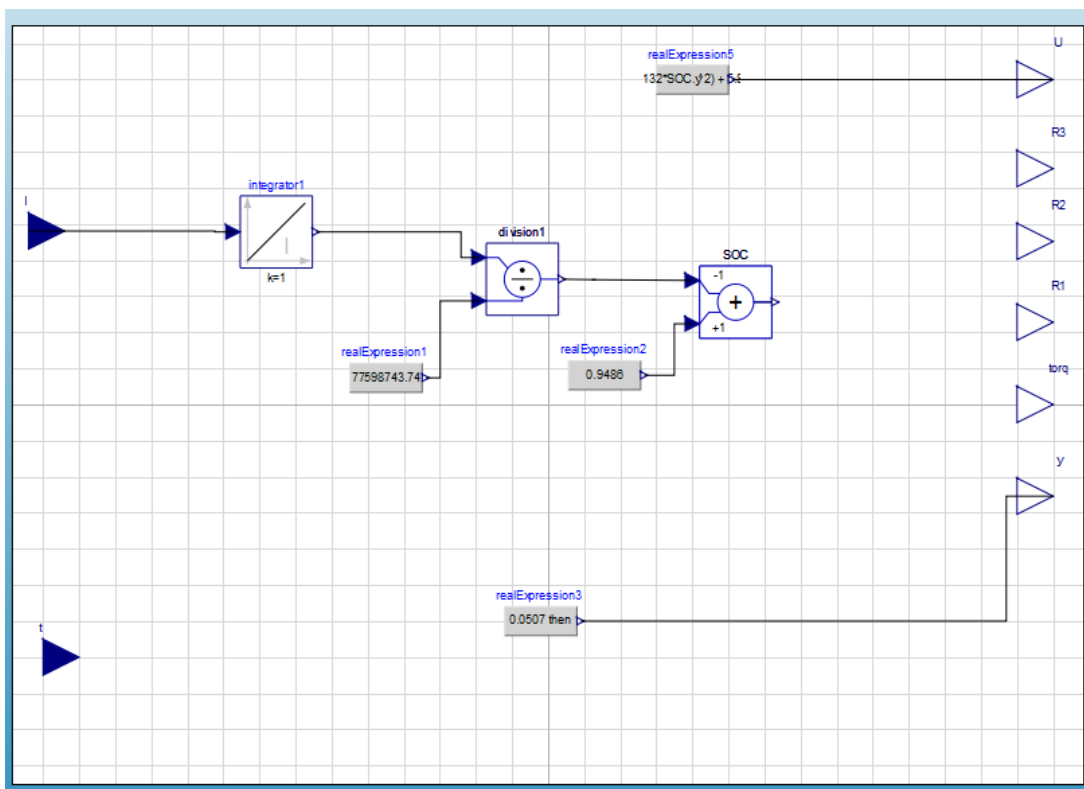 U
realExpression5
132*SOC.y^2) + 5.8
R3
integrator1
I
R2
k=1
division1
SOC
-1
+
+1
R1
realExpression1
77598743.74
realExpression2
0.9486
torq
y
realExpression3
0.0507 then
t